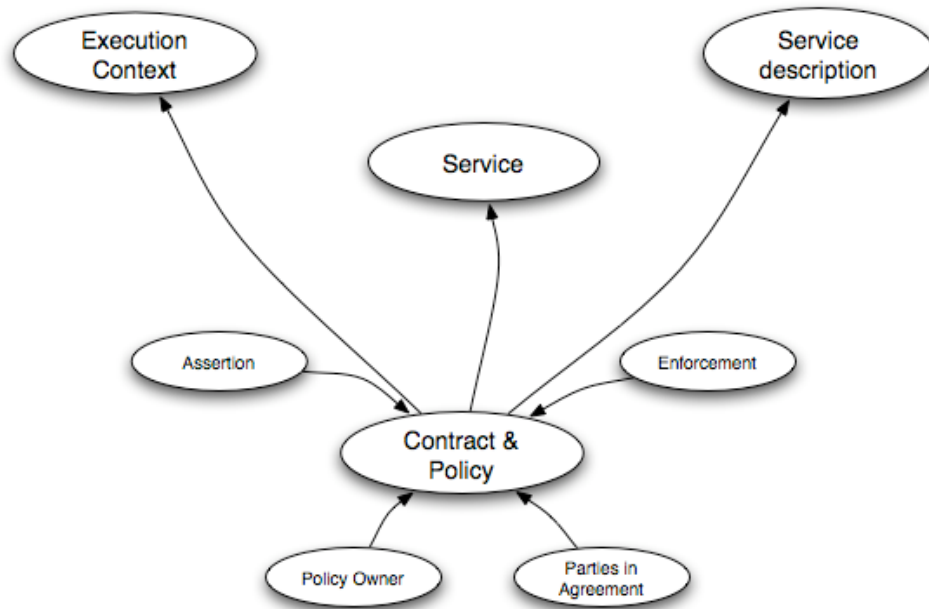 Execution
Context
Service
description
Service
Assertion
Enforcement
Contract &
Policy
Policy Owner
Parties in
Agreement